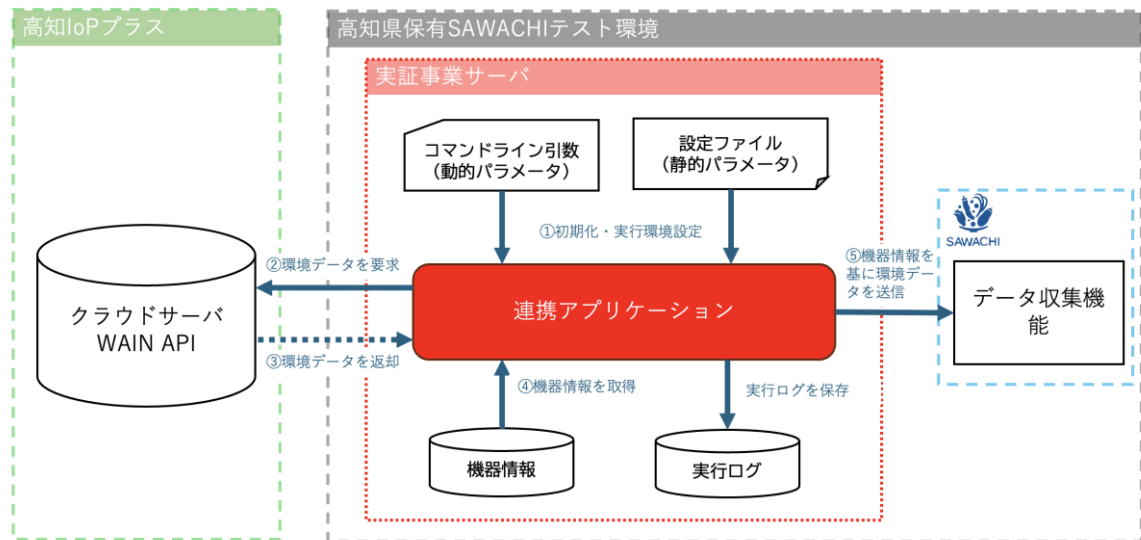 高知IoPプラス
高知県保有SAWACHIテスト環境
実証事業サーバ
コマンドライン引数
（動的パラメータ）
設定ファイル
（静的パラメータ）
①初期化・実行環境設定
SAWACHI
②環境データを要求
⑤機器情報を
基に環境デー
タを送信
クラウドサーバ
WAIN API
連携アプリケーション
データ収集機
能
③環境データを返却
④機器情報を取得
実行ログを保存
機器情報
実行ログ